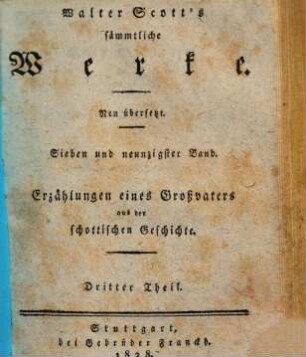 Walter Scott's
sämmtliche
Werke.
Neu übersetzt.
Sieben und neunzigster Band.
Erzählungen eines Großvaters
aus der
schottischen Geschichte.
Dritter Theil.
Stuttgart,
bei Gebrüder Franckh.
1828.